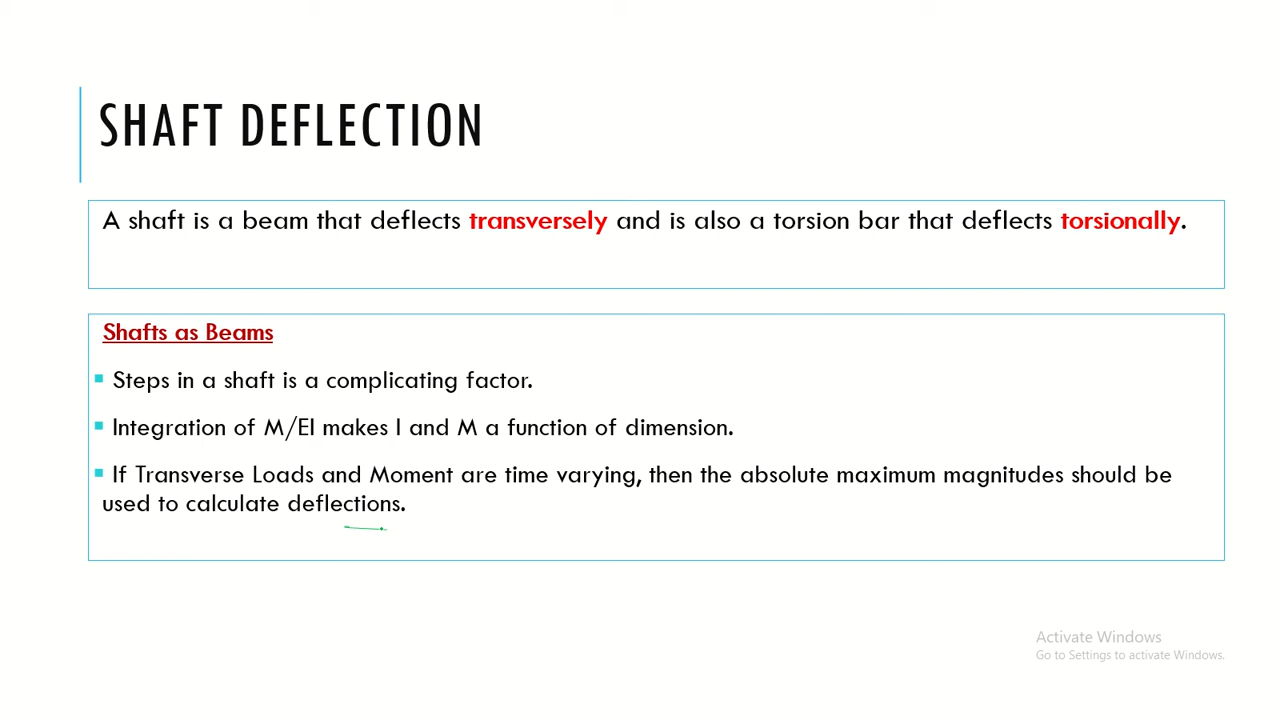 SHAFT DEFLECTION
A shaft is a beam that deflects transversely and is also a torsion bar that deflects torsionally.
Shafts as Beams
▪ Steps in a shaft is a complicating factor.
▪ Integration of M/EI makes I and M a function of dimension.
▪ If Transverse Loads and Moment are time varying, then the absolute maximum magnitudes should be
used to calculate deflections.
Activate Windows
Go to Settings to activate Windows.